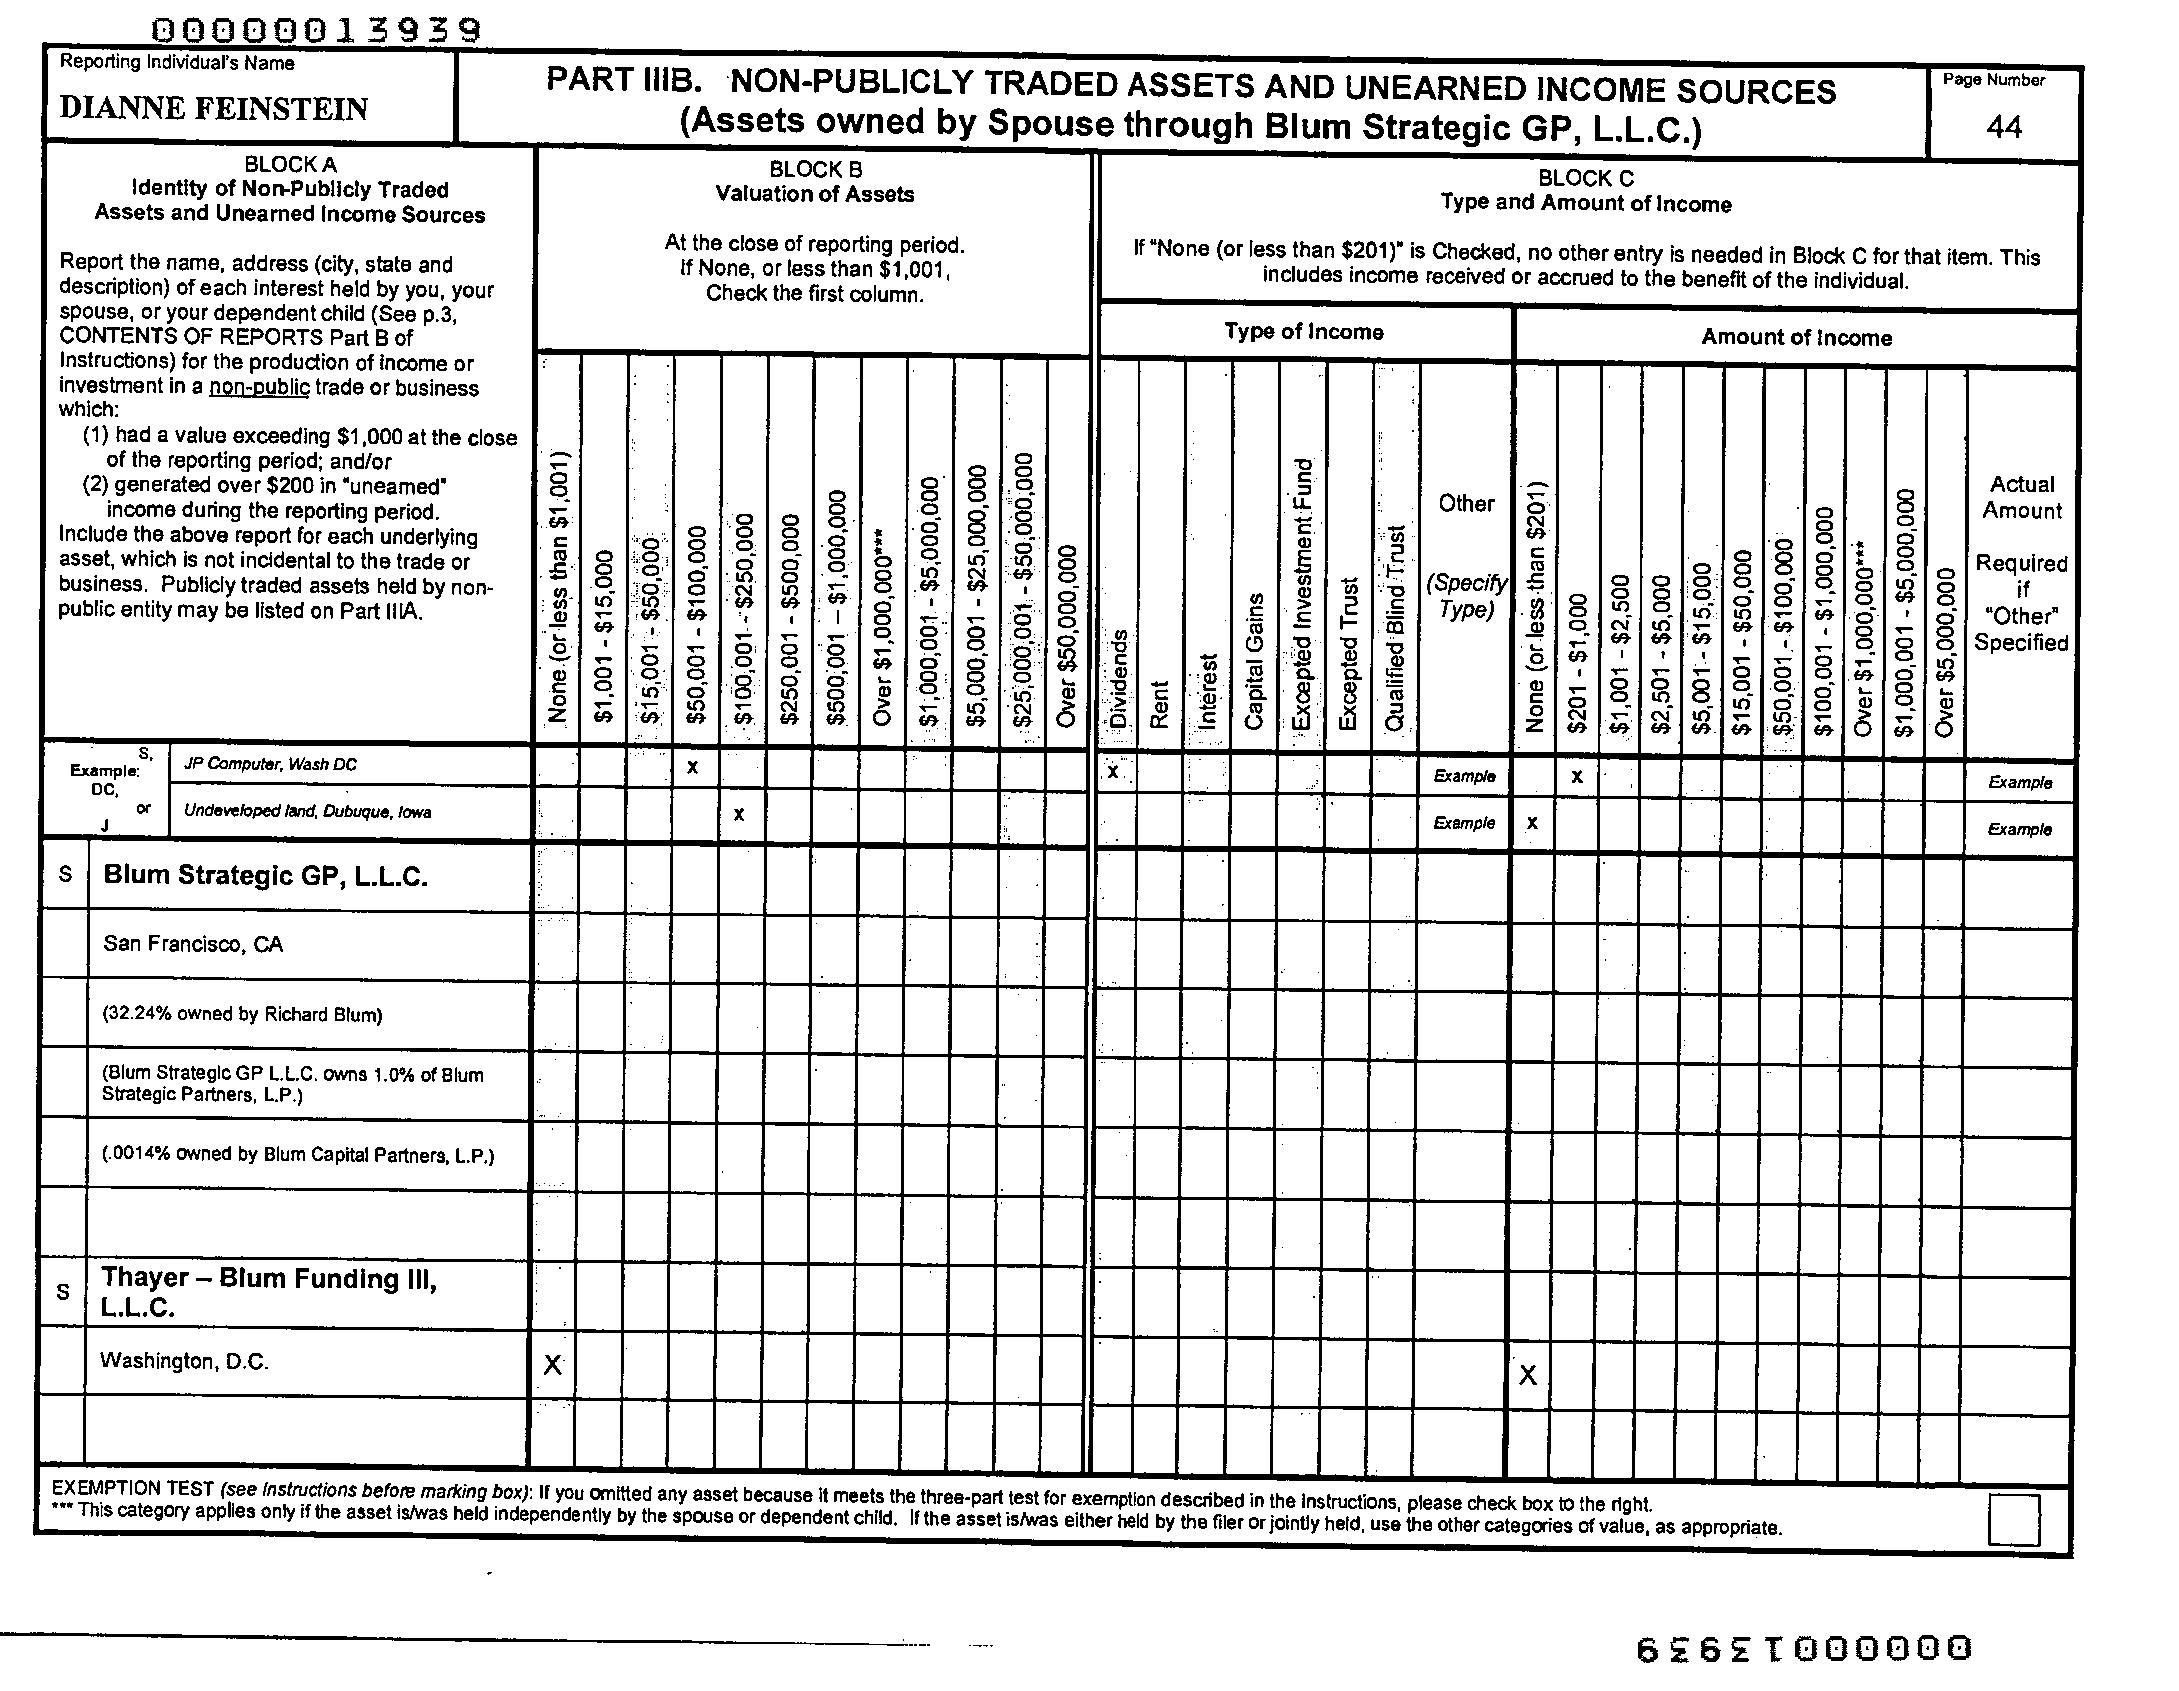 00000013939
Reporting Individual's Name
DIANNE FEINSTEIN
PART IIIB. NON-PUBLICLY TRADED ASSETS AND UNEARNED INCOME SOURCES
(Assets owned by Spouse through Blum Strategic GP, L.L.C.)
Page Number
44
BLOCK A
Identity of Non-Publicly Traded
Assets and Unearned Income Sources
Report the name, address (city, state and
description) of each interest held by you, your
spouse, or your dependent child (See p.3,
CONTENTS OF REPORTS Part B of
Instructions) for the production of income or
investment in a non-public trade or business
which:
(1) had a value exceeding $1,000 at the close
of the reporting period; and/or
(2) generated over $200 in "unearned"
income during the reporting period.
Include the above report for each underlying
asset, which is not incidental to the trade or
business. Publicly traded assets held by non-
public entity may be listed on Part IIIA.
BLOCK B
Valuation of Assets
At the close of reporting period.
If None, or less than $1,001,
Check the first column.
None (or less than $1,001)
$1,001 - $15,000
$15,001 - $50,000
$50,001 - $100,000
$100,001 - $250,000
$250,001 - $500,000
$500,001 – $1,000,000
Over $1,000,000***
$1,000,001 - $5,000,000
$5,000,001 - $25,000,000
$25,000,001 - $50,000,000
Over $50,000,000
BLOCK C
Type and Amount of Income
If "None (or less than $201)" is Checked, no other entry is needed in Block C for that item. This
includes income received or accrued to the benefit of the individual.
Type of Income
Dividends
Rent
Interest
Capital Gains
Excepted Investment Fund
Excepted Trust
Qualified Blind Trust
Other
(Specify
Type)
Amount of Income
None (or less than $201)
$201 - $1,000
$1,001 - $2,500
$2,501 - $5,000
$5,001 - $15,000
$15,001 - $50,000
$50,001 - $100,000
$100,001 - $1,000,000
Over $1,000,000***
$1,000,001 - $5,000,000
Over $5,000,000
Actual
Amount
Required
if
"Other"
Specified
Example: S,
DC,
or
J
JP Computer, Wash DC X X Example X Example
Undeveloped land, Dubuque, Iowa X Example X Example
S Blum Strategic GP, L.L.C.
San Francisco, CA
(32.24% owned by Richard Blum)
(Blum Strategic GP L.L.C. owns 1.0% of Blum
Strategic Partners, L.P.)
(.0014% owned by Blum Capital Partners, L.P.)
S Thayer – Blum Funding III,
L.L.C.
Washington, D.C. X X
EXEMPTION TEST (see Instructions before marking box): If you omitted any asset because it meets the three-part test for exemption described in the Instructions, please check box to the right.
*** This category applies only if the asset is/was held independently by the spouse or dependent child. If the asset is/was either held by the filer or jointly held, use the other categories of value, as appropriate.
00000013939